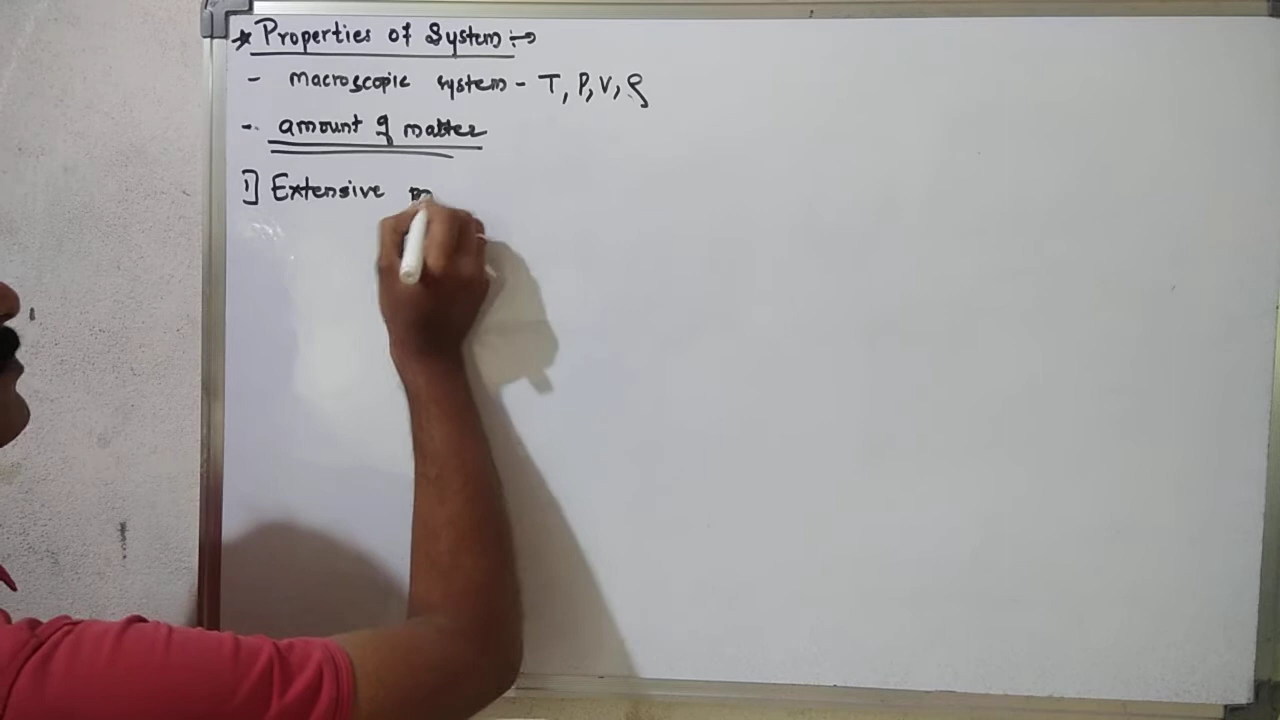 * Properties of System :→
- macroscopic system - T, P, V, ρ
- amount of matter
1] Extensive